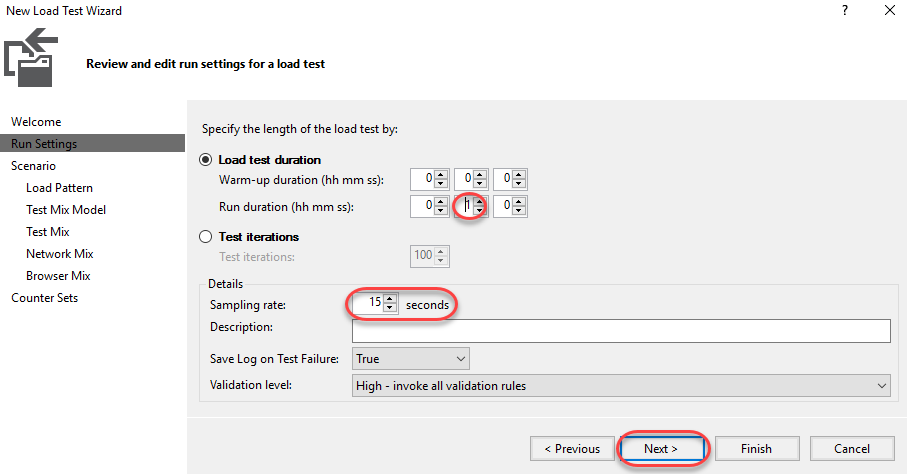 New Load Test Wizard ?
Review and edit run settings for a load test
Welcome
Run Settings
Scenario
Load Pattern
Test Mix Model
Test Mix
Network Mix
Browser Mix
Counter Sets
Specify the length of the load test by:
Load test duration
Warm-up duration (hh mm ss): 0 0 0
Run duration (hh mm ss): 0 1 0
Test iterations
Test iterations: 100
Details
Sampling rate: 15 seconds
Description:
Save Log on Test Failure: True
Validation level: High - invoke all validation rules
< Previous Next > Finish Cancel